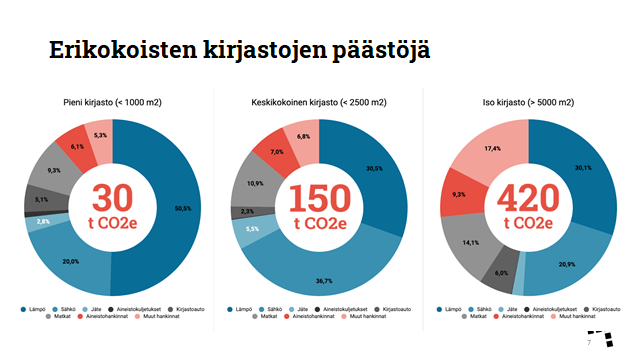 Erikokoisten kirjastojen päästöjä
Pieni kirjasto (< 1000 m2)
5,3%
6,1%
9,3%
5,1%
2,8%
20,0%
50,5%
30
t CO2e
Lämpö Sähkö Jäte Aineistokuljetukset Kirjastoauto
Matkat Aineistohankinnat Muut hankinnat
Keskikokoinen kirjasto (< 2500 m2)
6,8%
7,0%
10,9%
2,3%
5,5%
36,7%
30,5%
150
t CO2e
Lämpö Sähkö Jäte Aineistokuljetukset Kirjastoauto
Matkat Aineistohankinnat Muut hankinnat
Iso kirjasto (> 5000 m2)
17,4%
9,3%
14,1%
6,0%
20,9%
30,1%
420
t CO2e
Lämpö Sähkö Jäte Aineistokuljetukset Kirjastoauto
Matkat Aineistohankinnat Muut hankinnat
7